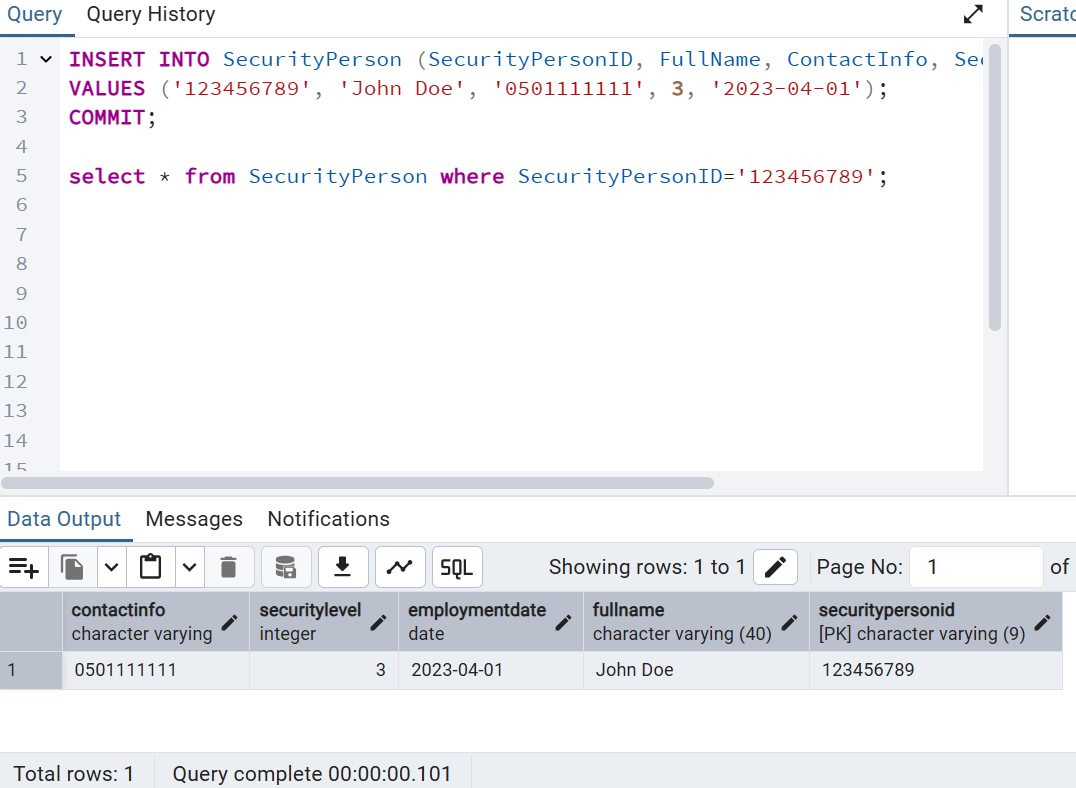 Query Query History Scratc
1 INSERT INTO SecurityPerson (SecurityPersonID, FullName, ContactInfo, Sec
2 VALUES ('123456789', 'John Doe', '0501111111', 3, '2023-04-01');
3 COMMIT;
4
5 select * from SecurityPerson where SecurityPersonID='123456789';
6
7
8
9
10
11
12
13
14
15
Data Output Messages Notifications
SQL Showing rows: 1 to 1 Page No: 1 of
contactinfo securitylevel employmentdate fullname securitypersonid
character varying integer date character varying (40) [PK] character varying (9)
1 0501111111 3 2023-04-01 John Doe 123456789
Total rows: 1 Query complete 00:00:00.101